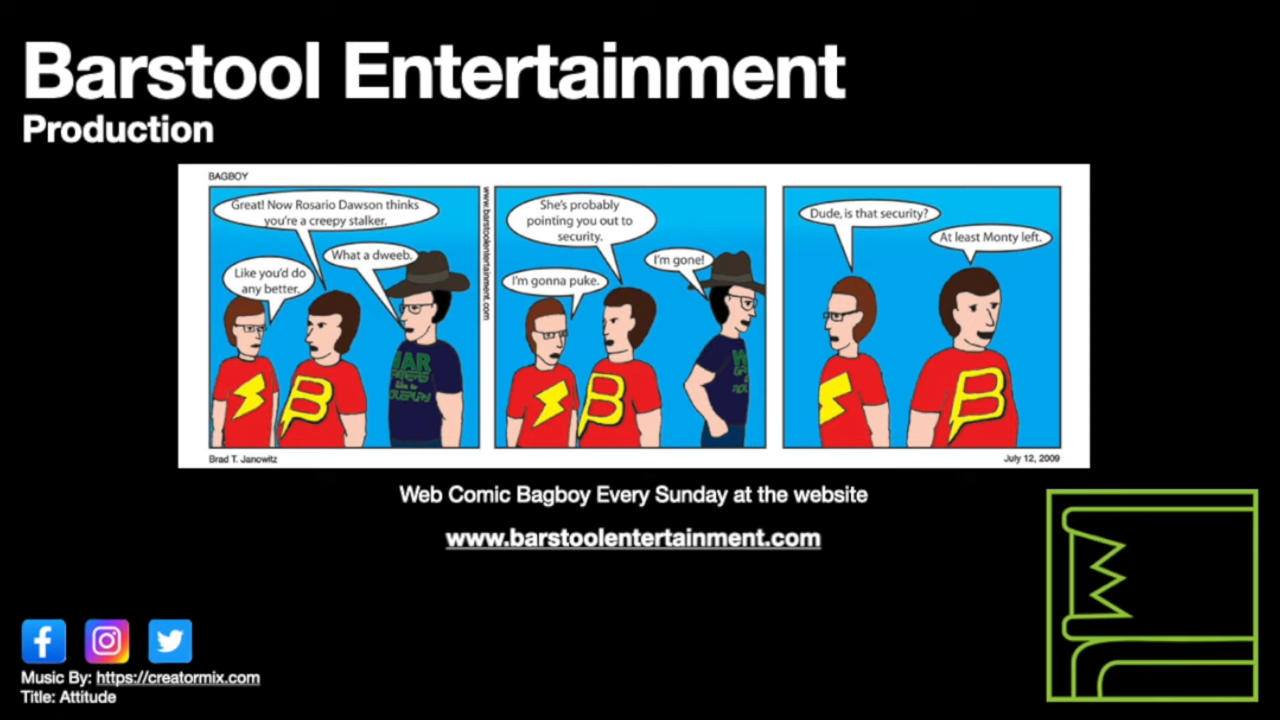 Barstool Entertainment
Production
BAGBOY
Great! Now Rosario Dawson thinks
you're a creepy stalker.
What a dweeb.
Like you'd do
any better.
www.barstoolentertainment.com
She's probably
pointing you out to
security.
I'm gonna puke.
I'm gone!
Dude, is that security?
At least Monty left.
B
B
B
Brad T. Janowitz
July 12, 2009
Web Comic Bagboy Every Sunday at the website
www.barstoolentertainment.com
Music By: https://creatormix.com
Title: Attitude